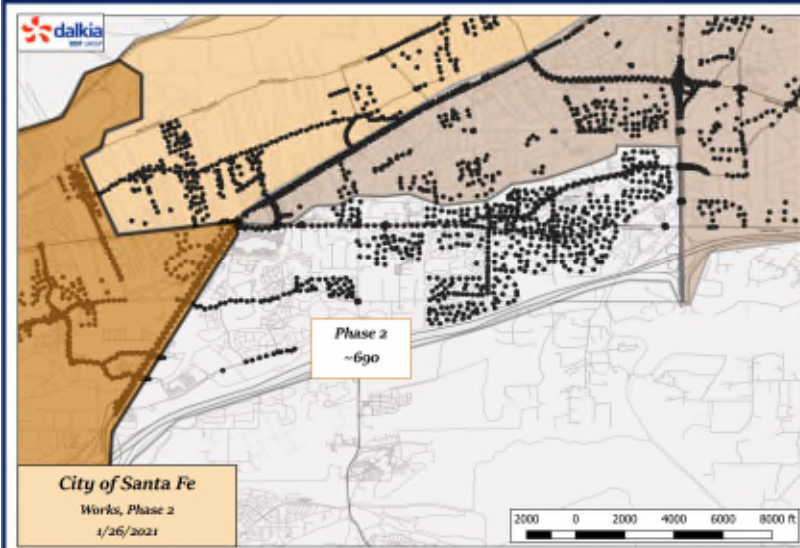 dalkia
EDF GROUP
Phase 2
~690
City of Santa Fe
Works, Phase 2
1/26/2021
2000 0 2000 4000 6000 8000 ft